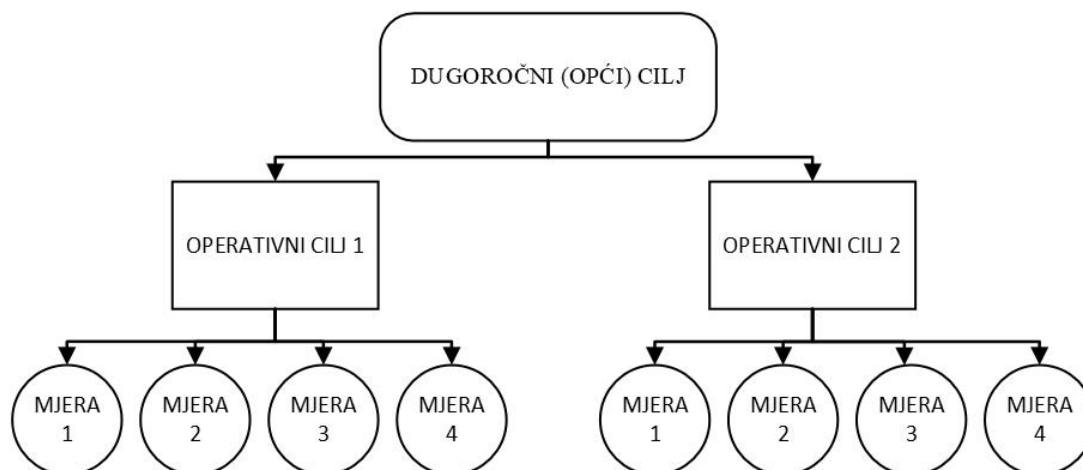 DUGOROČNI (OPĆI) CILJ
OPERATIVNI CILJ 1
OPERATIVNI CILJ 2
MJERA
1
MJERA
2
MJERA
3
MJERA
4
MJERA
1
MJERA
2
MJERA
3
MJERA
4